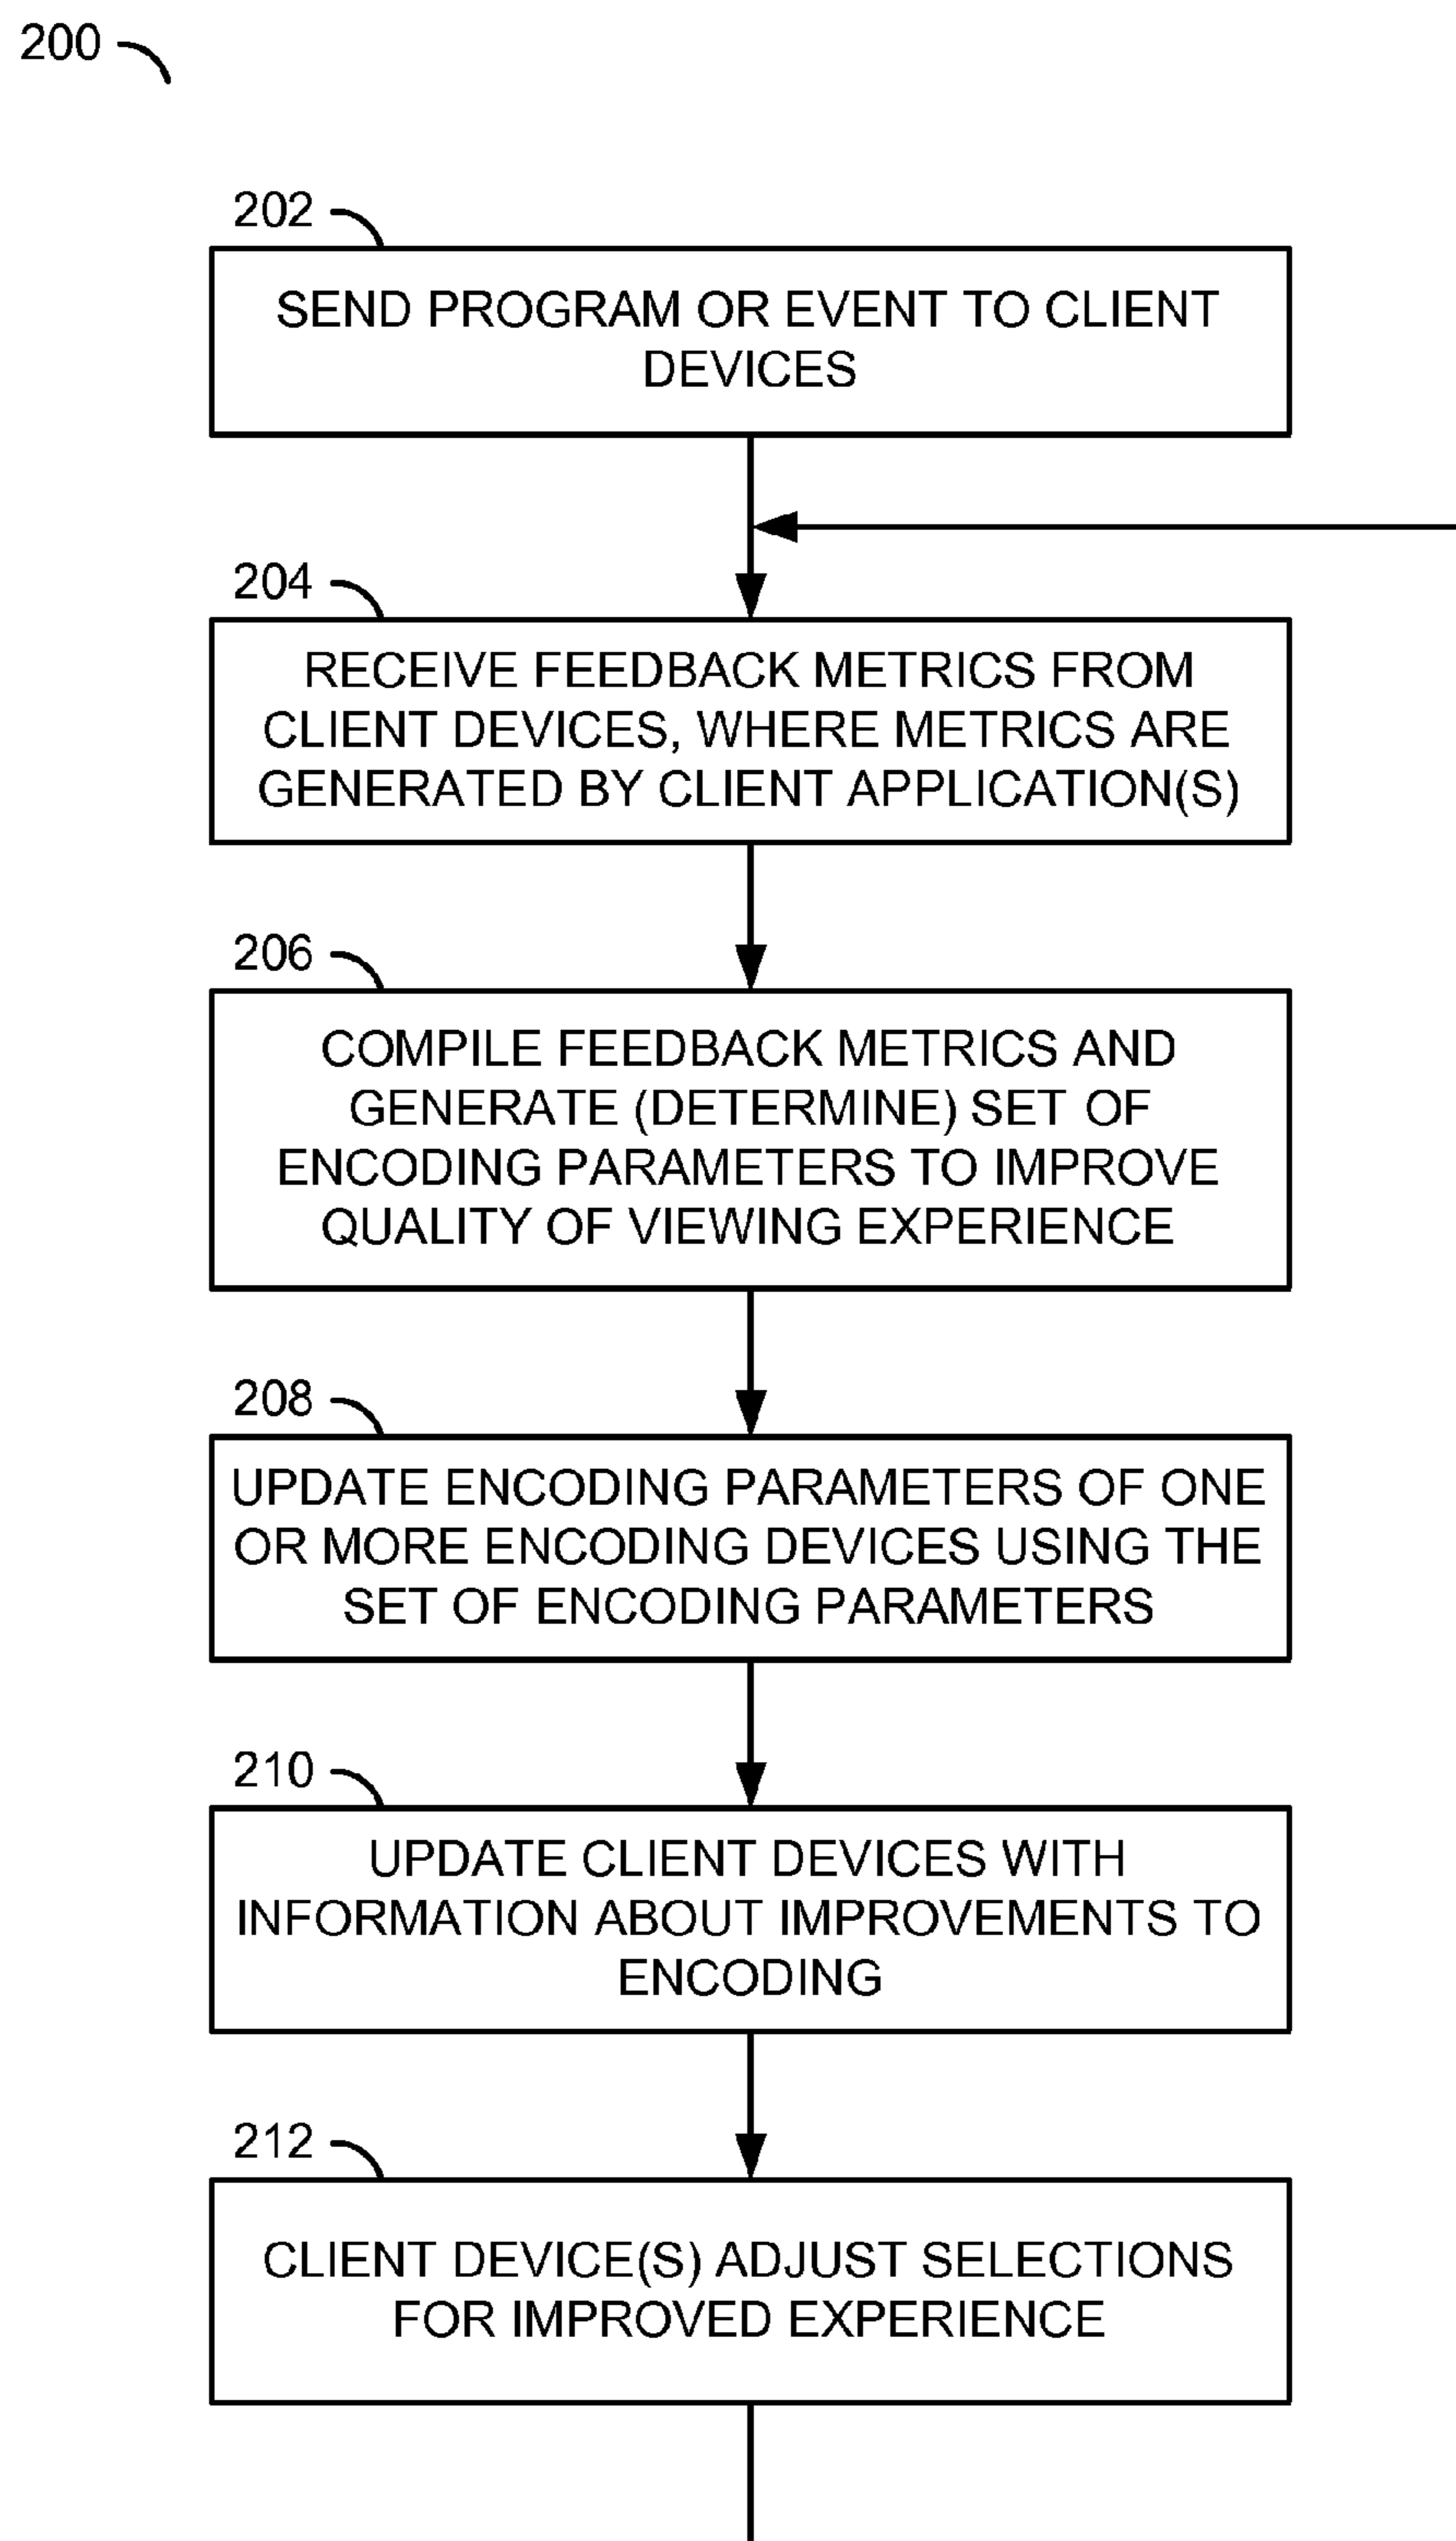 200
202
SEND PROGRAM OR EVENT TO CLIENT
DEVICES
204
RECEIVE FEEDBACK METRICS FROM
CLIENT DEVICES, WHERE METRICS ARE
GENERATED BY CLIENT APPLICATION(S)
206
COMPILE FEEDBACK METRICS AND
GENERATE (DETERMINE) SET OF
ENCODING PARAMETERS TO IMPROVE
QUALITY OF VIEWING EXPERIENCE
208
UPDATE ENCODING PARAMETERS OF ONE
OR MORE ENCODING DEVICES USING THE
SET OF ENCODING PARAMETERS
210
UPDATE CLIENT DEVICES WITH
INFORMATION ABOUT IMPROVEMENTS TO
ENCODING
212
CLIENT DEVICE(S) ADJUST SELECTIONS
FOR IMPROVED EXPERIENCE